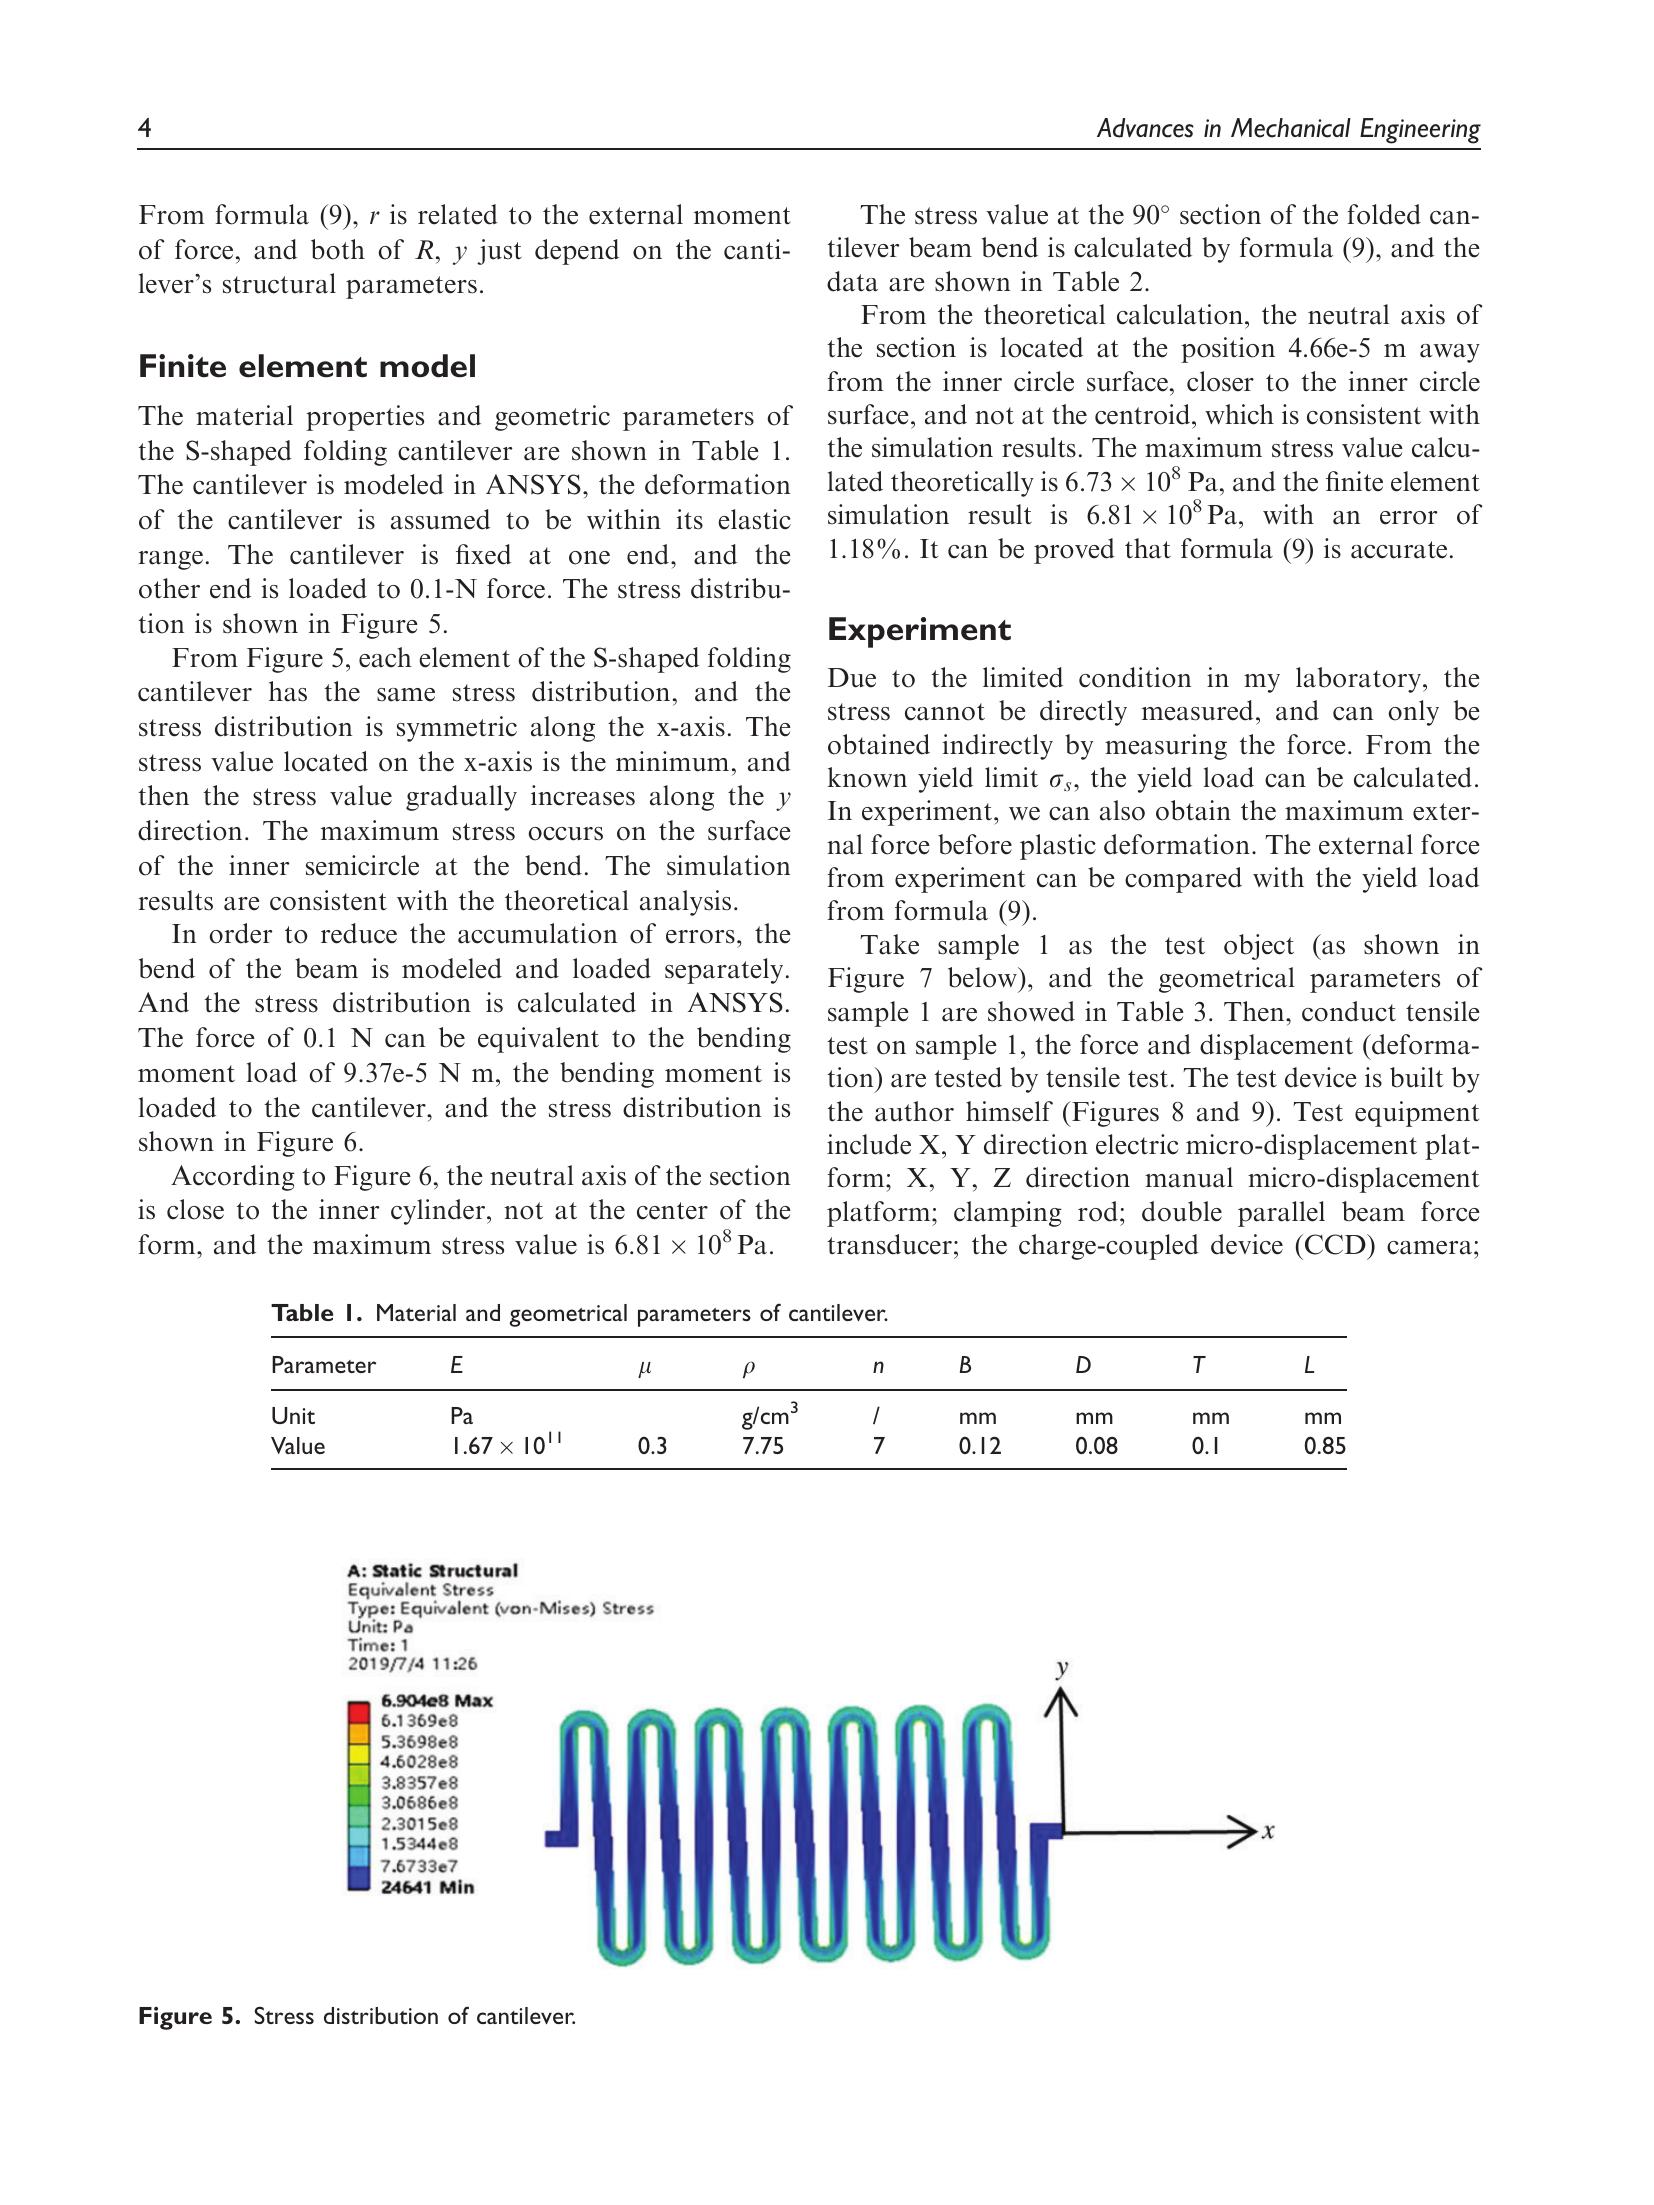 4
Advances in Mechanical Engineering
From formula (9), r is related to the external moment
of force, and both of R, y just depend on the canti-
lever's structural parameters.
Finite element model
The material properties and geometric parameters of
the S-shaped folding cantilever are shown in Table 1.
The cantilever is modeled in ANSYS, the deformation
of the cantilever is assumed to be within its elastic
range. The cantilever is fixed at one end, and the
other end is loaded to 0.1-N force. The stress distribu-
tion is shown in Figure 5.
From Figure 5, each element of the S-shaped folding
cantilever has the same stress distribution, and the
stress distribution is symmetric along the x-axis. The
stress value located on the x-axis is the minimum, and
then the stress value gradually increases along the y
direction. The maximum stress occurs on the surface
of the inner semicircle at the bend. The simulation
results are consistent with the theoretical analysis.
In order to reduce the accumulation of errors, the
bend of the beam is modeled and loaded separately.
And the stress distribution is calculated in ANSYS.
The force of 0.1 N can be equivalent to the bending
moment load of 9.37e-5 N m, the bending moment is
loaded to the cantilever, and the stress distribution is
shown in Figure 6.
According to Figure 6, the neutral axis of the section
is close to the inner cylinder, not at the center of the
form, and the maximum stress value is 6.81 × 10⁸ Pa.
The stress value at the 90° section of the folded can-
tilever beam bend is calculated by formula (9), and the
data are shown in Table 2.
From the theoretical calculation, the neutral axis of
the section is located at the position 4.66e-5 m away
from the inner circle surface, closer to the inner circle
surface, and not at the centroid, which is consistent with
the simulation results. The maximum stress value calcu-
lated theoretically is 6.73 × 10⁸ Pa, and the finite element
simulation result is 6.81 × 10⁸ Pa, with an error of
1.18%. It can be proved that formula (9) is accurate.
Experiment
Due to the limited condition in my laboratory, the
stress cannot be directly measured, and can only be
obtained indirectly by measuring the force. From the
known yield limit σₛ, the yield load can be calculated.
In experiment, we can also obtain the maximum exter-
nal force before plastic deformation. The external force
from experiment can be compared with the yield load
from formula (9).
Take sample 1 as the test object (as shown in
Figure 7 below), and the geometrical parameters of
sample 1 are showed in Table 3. Then, conduct tensile
test on sample 1, the force and displacement (deforma-
tion) are tested by tensile test. The test device is built by
the author himself (Figures 8 and 9). Test equipment
include X, Y direction electric micro-displacement plat-
form; X, Y, Z direction manual micro-displacement
platform; clamping rod; double parallel beam force
transducer; the charge-coupled device (CCD) camera;
Table 1. Material and geometrical parameters of cantilever.
Parameter E μ ρ n B D T L
Unit Pa g/cm³ / mm mm mm mm
Value 1.67 × 10¹¹ 0.3 7.75 7 0.12 0.08 0.1 0.85
A: Static Structural
Equivalent Stress
Type: Equivalent (von-Mises) Stress
Unit: Pa
Time: 1
2019/7/4 11:26
6.904e8 Max
6.1369e8
5.3698e8
4.6028e8
3.8357e8
3.0686e8
2.3015e8
1.5344e8
7.6733e7
24641 Min
y
x
Figure 5. Stress distribution of cantilever.